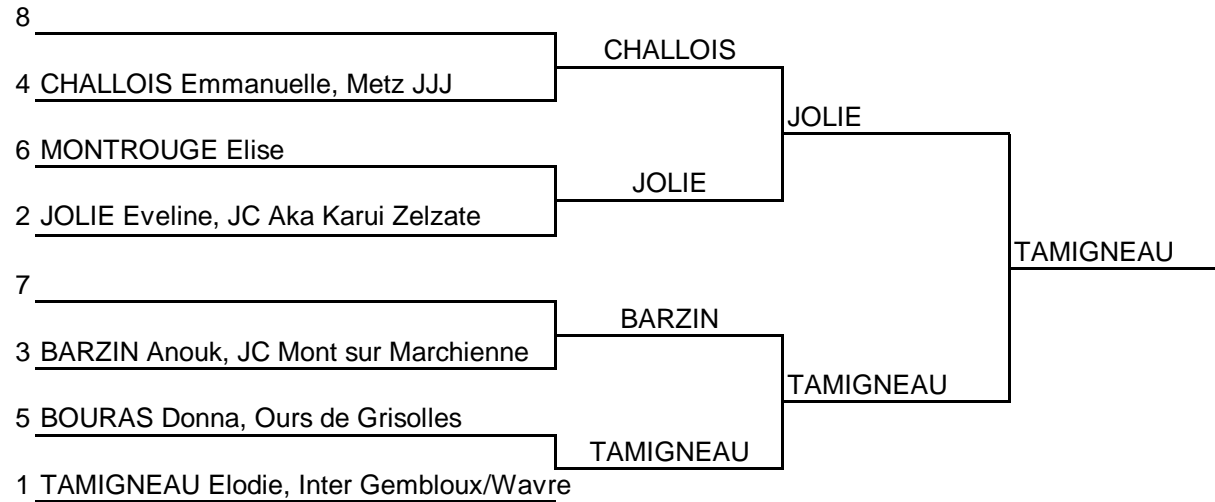 8
CHALLOIS
4 CHALLOIS Emmanuelle, Metz JJJ
JOLIE
6 MONTROUGE Elise
JOLIE
2 JOLIE Eveline, JC Aka Karui Zelzate
TAMIGNEAU
7
BARZIN
3 BARZIN Anouk, JC Mont sur Marchienne
TAMIGNEAU
5 BOURAS Donna, Ours de Grisolles
TAMIGNEAU
1 TAMIGNEAU Elodie, Inter Gembloux/Wavre